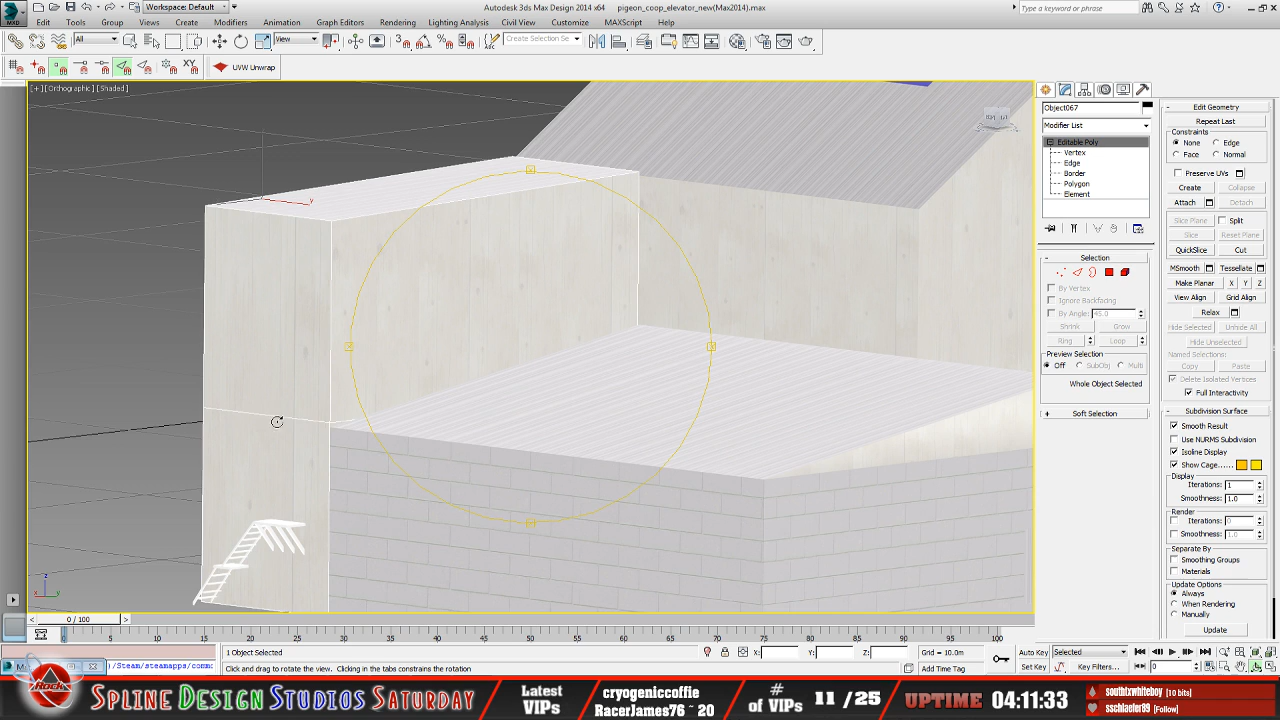 Workspace: Default
Autodesk 3ds Max Design 2014 x64
pigeon_coop_elevator_new(Max2014).max
Type a keyword or phrase
MXD
Edit
Tools
Group
Views
Create
Modifiers
Animation
Graph Editors
Rendering
Lighting Analysis
Civil View
Customize
MAXScript
Help
All
View
3
Create Selection Se
XY
UVW Unwrap
[+] [Orthographic] [Shaded]
y
Object067
Modifier List
Editable Poly
Vertex
Edge
Border
Polygon
Element
Selection
By Vertex
Ignore Backfacing
By Angle: 45.0
Shrink
Grow
Ring
Loop
Preview Selection
Off
SubObj
Multi
Whole Object Selected
+ Soft Selection
Edit Geometry
Repeat Last
Constraints
None
Edge
Face
Normal
Preserve UVs
Create
Collapse
Attach
Detach
Slice Plane
Split
Slice
Reset Plane
QuickSlice
Cut
MSmooth
Tessellate
Make Planar
X
Y
Z
View Align
Grid Align
Relax
Hide Selected
Unhide All
Hide Unselected
Named Selections:
Copy
Paste
Delete Isolated Vertices
Full Interactivity
Subdivision Surface
Smooth Result
Use NURMS Subdivision
Isoline Display
Show Cage......
Display
Iterations: 1
Smoothness: 1.0
Render
Iterations: 0
Smoothness: 1.0
Separate By
Smoothing Groups
Materials
Update Options
Always
When Rendering
Manually
Update
z
x
y
< 0 / 100 >
0 5 10 15 20 25 30 35 40 45 50 55 60 65 70 75 80 85 90 95 100
1 Object Selected
X:
Y:
Z:
Grid = 10.0m
Auto Key
Selected
)/Steam/steamapps/commo
Click and drag to rotate the view. Clicking in the tabs constrains the rotation
Add Time Tag
Set Key
Key Filters...
0
Rock
Spline Design Studios Saturday
Latest VIPs
cryogeniccoffie
RacerJames76 ~ 20
# of VIPs
11 / 25
Uptime
04:11:33
southtxwhiteboy [10 bits]
sschlaefer89 [Follow]